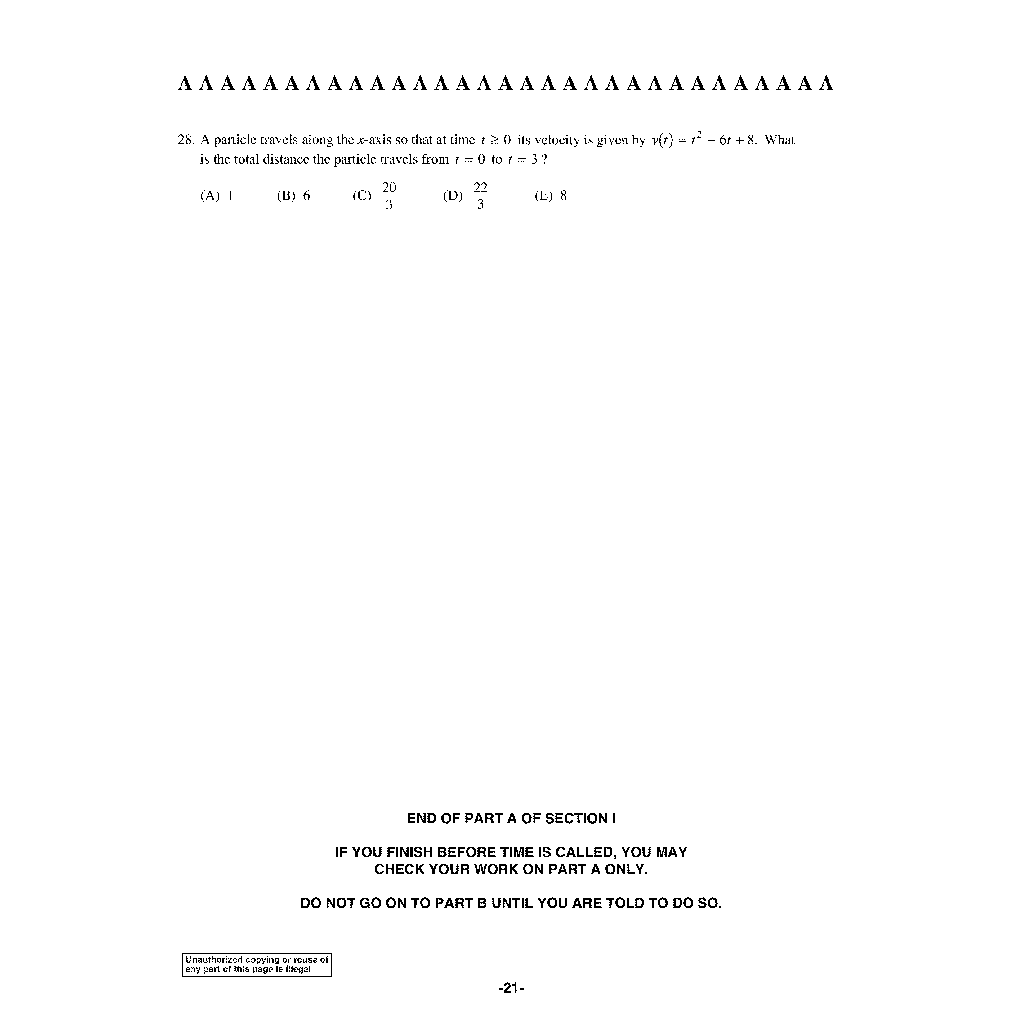 A A A A A A A A A A A A A A A A A A A A A A A A A A A A A A A
28. A particle travels along the x-axis so that at time t ≥ 0 its velocity is given by v(t) = t² − 6t + 8. What
is the total distance the particle travels from t = 0 to t = 3 ?
(A) 1 (B) 6 (C) 20/3 (D) 22/3 (E) 8
END OF PART A OF SECTION I
IF YOU FINISH BEFORE TIME IS CALLED, YOU MAY
CHECK YOUR WORK ON PART A ONLY.
DO NOT GO ON TO PART B UNTIL YOU ARE TOLD TO DO SO.
Unauthorized copying or reuse of
any part of this page is illegal.
-21-